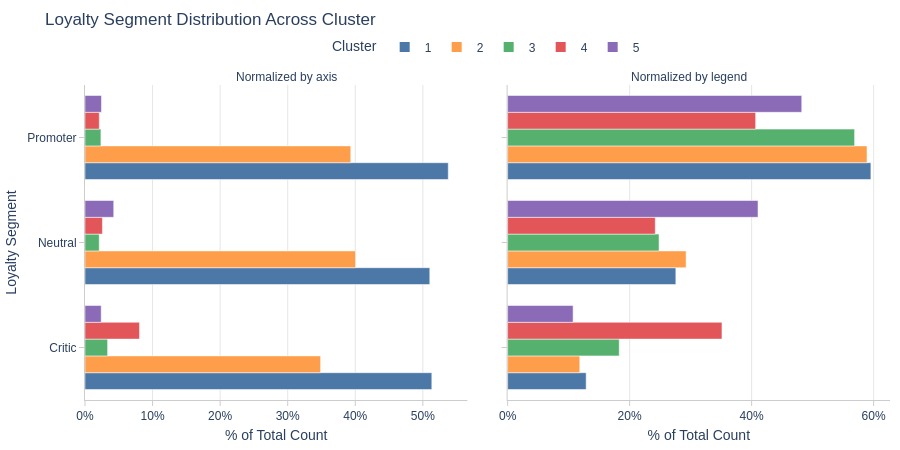 Loyalty Segment Distribution Across Cluster
Cluster 1 2 3 4 5
Normalized by axis
Normalized by legend
Loyalty Segment
Promoter
Neutral
Critic
0% 10% 20% 30% 40% 50%
0% 20% 40% 60%
% of Total Count
% of Total Count